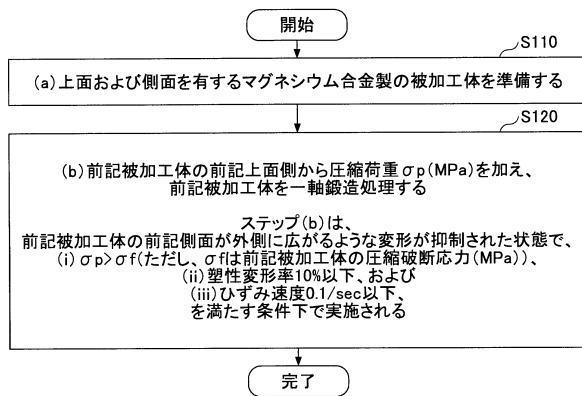 開始
S110
(a)上面および側面を有するマグネシウム合金製の被加工体を準備する
S120
(b)前記被加工体の前記上面側から圧縮荷重σp(MPa)を加え、
前記被加工体を一軸鍛造処理する
ステップ(b)は、
前記被加工体の前記側面が外側に広がるような変形が抑制された状態で、
(i)σp>σf(ただし、σfは前記被加工体の圧縮破断応力(MPa))、
(ii)塑性変形率10%以下、および
(iii)ひずみ速度0.1/sec以下、
を満たす条件下で実施される
完了